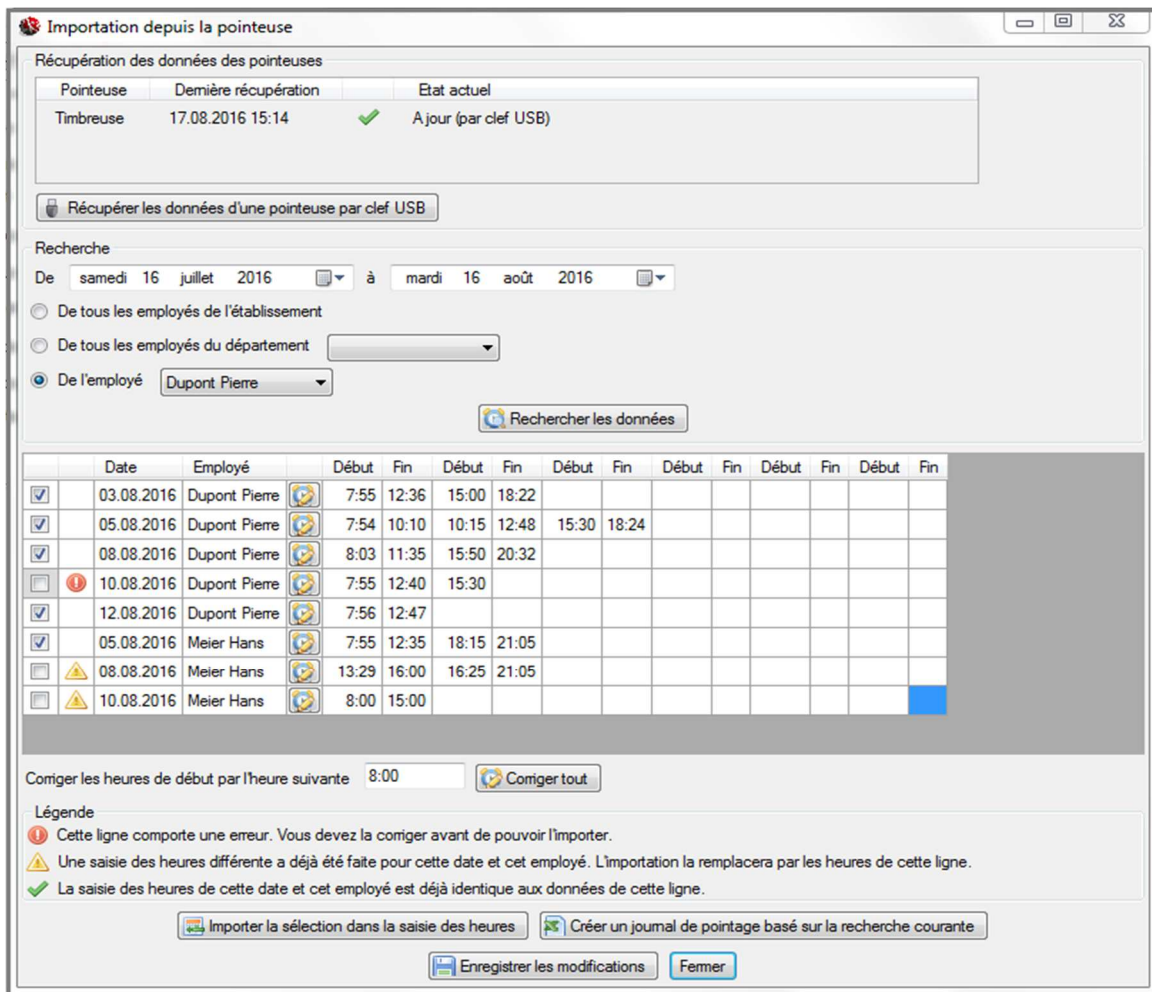 Importation depuis la pointeuse
Récupération des données des pointeuses
Pointeuse Dernière récupération Etat actuel
Timbreuse 17.08.2016 15:14 A jour (par clef USB)
Récupérer les données d'une pointeuse par clef USB
Recherche
De samedi 16 juillet 2016 à mardi 16 août 2016
De tous les employés de l'établissement
De tous les employés du département
De l'employé Dupont Pierre
Rechercher les données
Date Employé Début Fin Début Fin Début Fin Début Fin Début Fin Début Fin
03.08.2016 Dupont Pierre 7:55 12:36 15:00 18:22
05.08.2016 Dupont Pierre 7:54 10:10 10:15 12:48 15:30 18:24
08.08.2016 Dupont Pierre 8:03 11:35 15:50 20:32
10.08.2016 Dupont Pierre 7:55 12:40 15:30
12.08.2016 Dupont Pierre 7:56 12:47
05.08.2016 Meier Hans 7:55 12:35 18:15 21:05
08.08.2016 Meier Hans 13:29 16:00 16:25 21:05
10.08.2016 Meier Hans 8:00 15:00
Corriger les heures de début par l'heure suivante 8:00 Corriger tout
Légende
Cette ligne comporte une erreur. Vous devez la corriger avant de pouvoir l'importer.
Une saisie des heures différente a déjà été faite pour cette date et cet employé. L'importation la remplacera par les heures de cette ligne.
La saisie des heures de cette date et cet employé est déjà identique aux données de cette ligne.
Importer la sélection dans la saisie des heures Créer un journal de pointage basé sur la recherche courante
Enregistrer les modifications Fermer